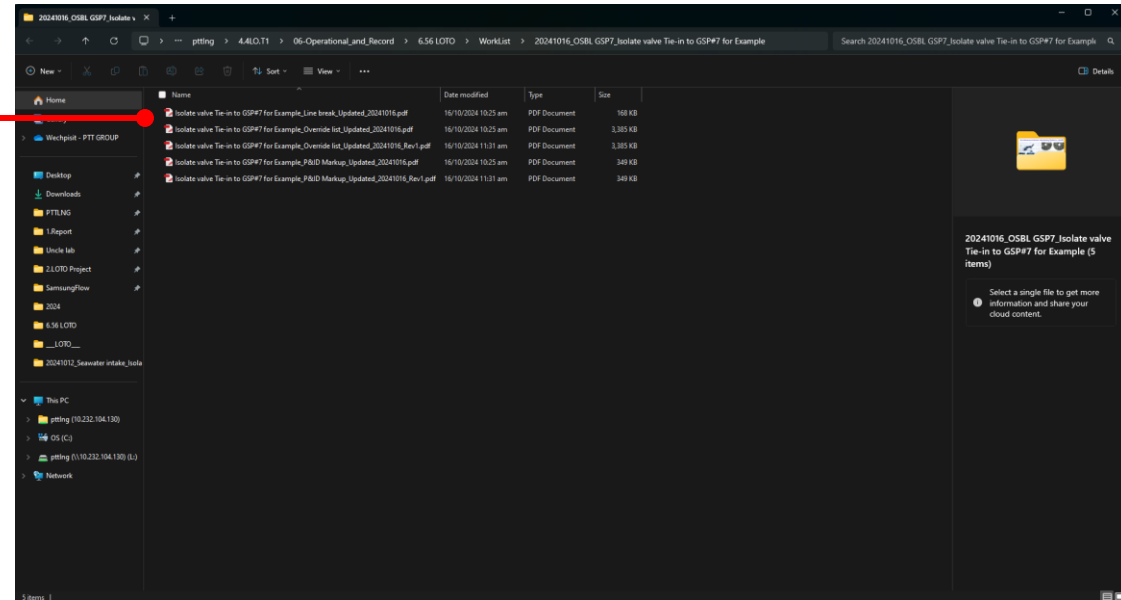 20241016_OSBL GSP7_Isolate v
pttlng > 4.4LO.T1 > 06-Operational_and_Record > 6.56 LOTO > WorkList > 20241016_OSBL GSP7_Isolate valve Tie-in to GSP#7 for Example
Search 20241016_OSBL GSP7_Isolate valve Tie-in to GSP#7 for Example
New
Sort
View
Details
Home
Wechpisit - PTT GROUP
Desktop
Downloads
PTTLNG
1.Report
Uncle lab
2.LOTO Project
SamsungFlow
2024
6.56 LOTO
__LOTO__
20241012_Seawater intake_Isola
This PC
pttlng (10.232.104.130)
OS (C:)
pttlng (\\10.232.104.130) (L:)
Network
Name Date modified Type Size
Isolate valve Tie-in to GSP#7 for Example_Line break_Updated_20241016.pdf 16/10/2024 10:25 am PDF Document 168 KB
Isolate valve Tie-in to GSP#7 for Example_Override list_Updated_20241016.pdf 16/10/2024 10:25 am PDF Document 3,385 KB
Isolate valve Tie-in to GSP#7 for Example_Override list_Updated_20241016_Rev1.pdf 16/10/2024 11:31 am PDF Document 3,385 KB
Isolate valve Tie-in to GSP#7 for Example_P&ID Markup_Updated_20241016.pdf 16/10/2024 10:25 am PDF Document 349 KB
Isolate valve Tie-in to GSP#7 for Example_P&ID Markup_Updated_20241016_Rev1.pdf 16/10/2024 11:31 am PDF Document 349 KB
20241016_OSBL GSP7_Isolate valve
Tie-in to GSP#7 for Example (5
items)
Select a single file to get more
information and share your
cloud content.
5 items